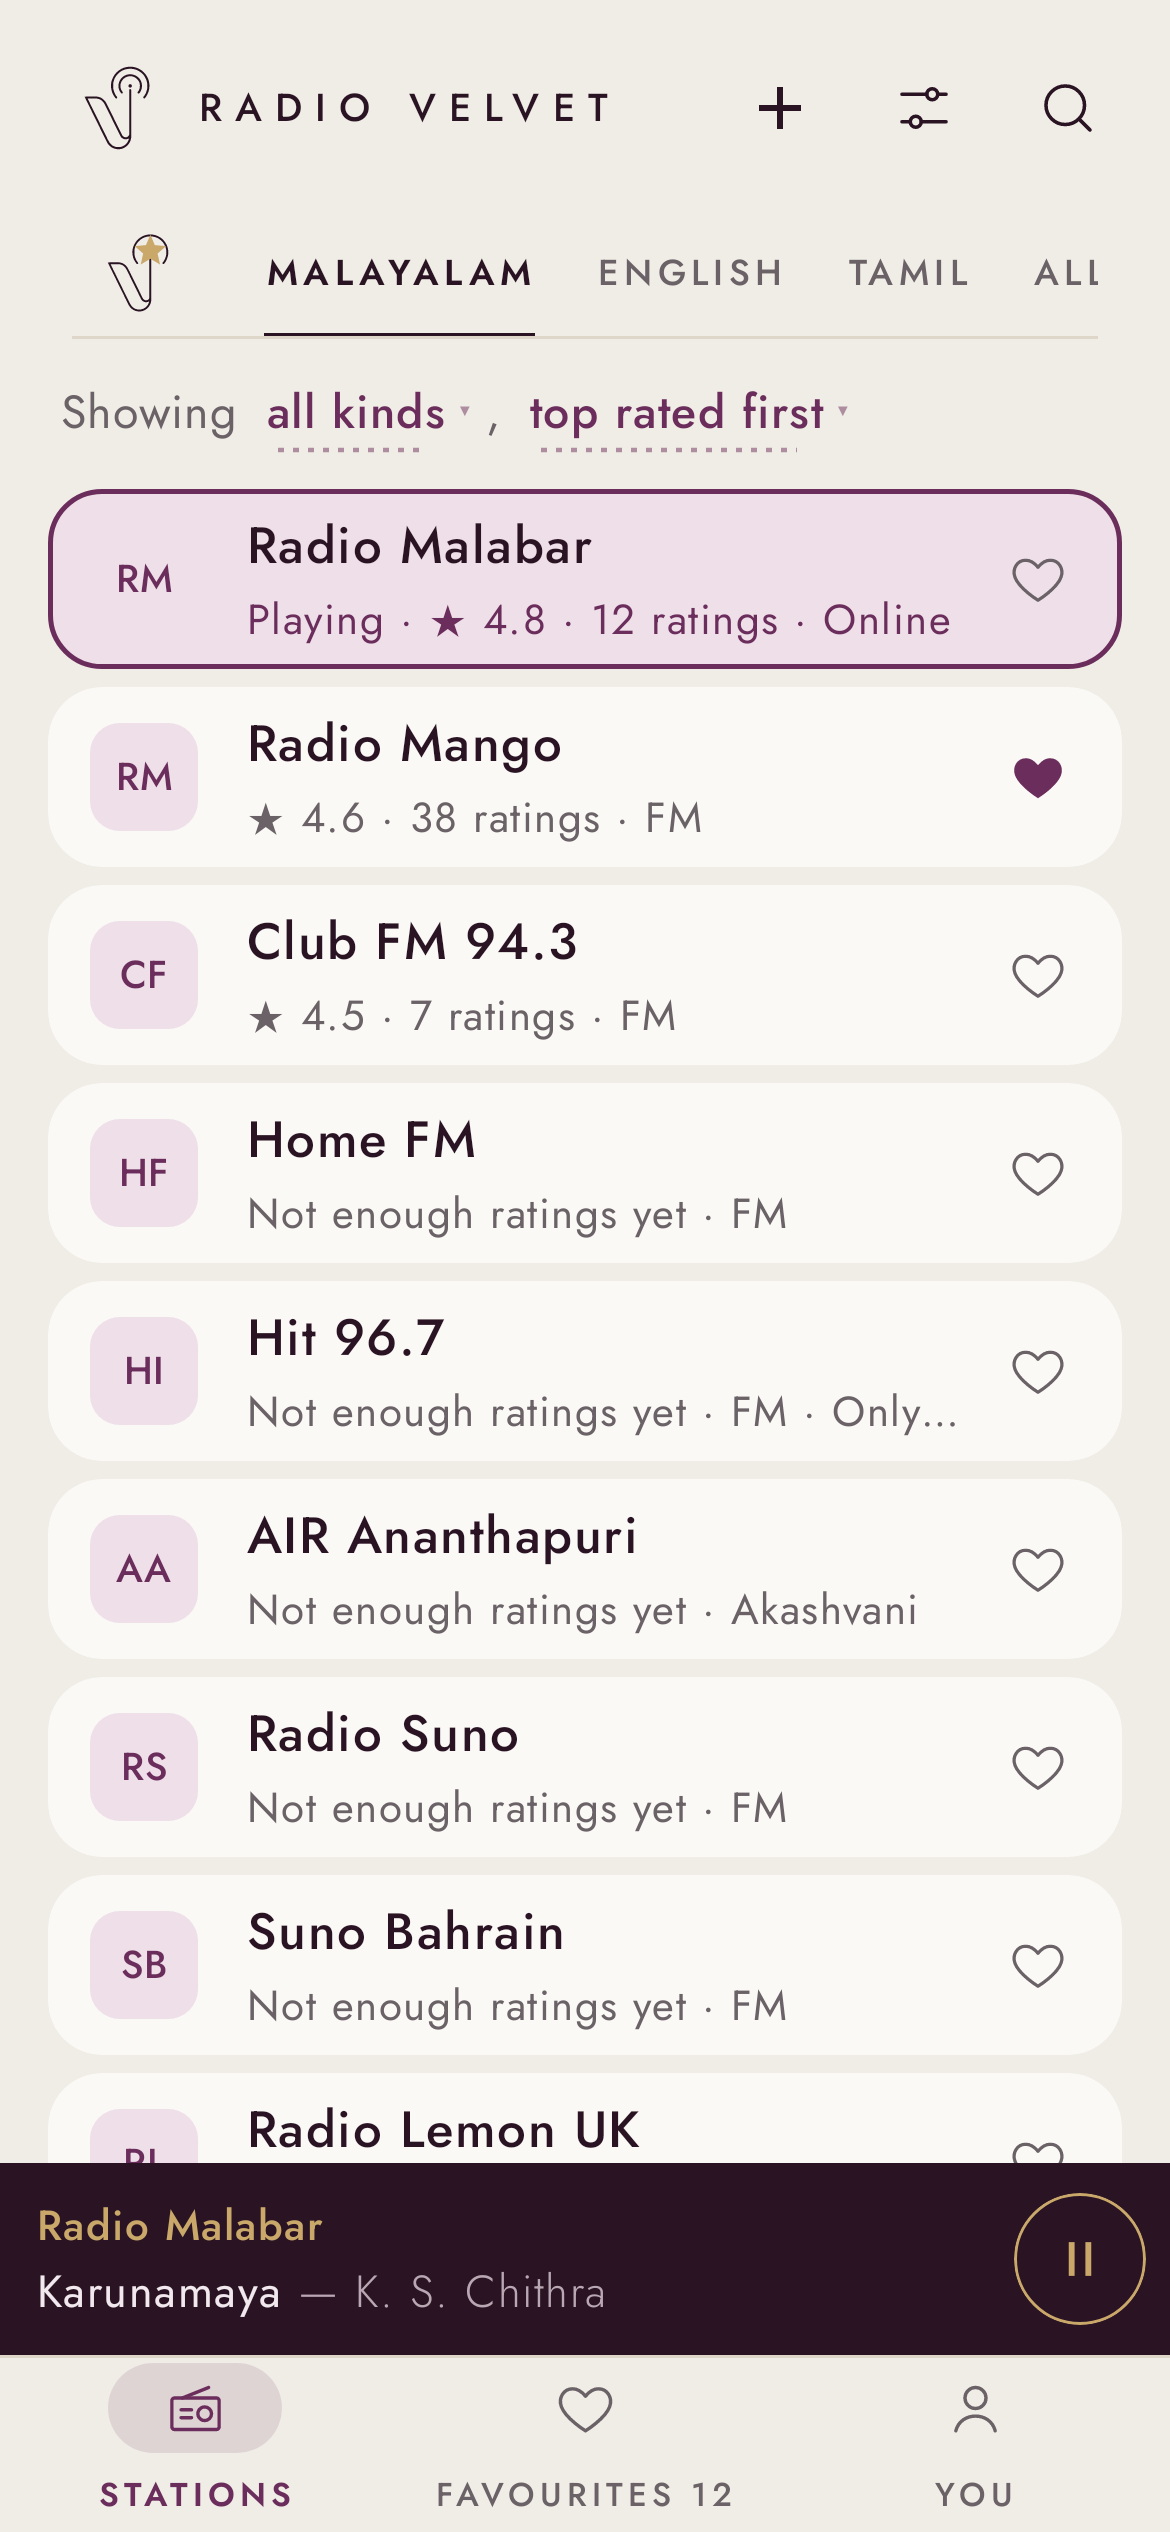 RADIO VELVET
MALAYALAM ENGLISH TAMIL ALL
Showing all kinds ▾ , top rated first ▾
RM
Radio Malabar
Playing · ★ 4.8 · 12 ratings · Online
RM
Radio Mango
★ 4.6 · 38 ratings · FM
CF
Club FM 94.3
★ 4.5 · 7 ratings · FM
HF
Home FM
Not enough ratings yet · FM
HI
Hit 96.7
Not enough ratings yet · FM · Only...
AA
AIR Ananthapuri
Not enough ratings yet · Akashvani
RS
Radio Suno
Not enough ratings yet · FM
SB
Suno Bahrain
Not enough ratings yet · FM
Radio Lemon UK
Radio Malabar
Karunamaya — K. S. Chithra
STATIONS FAVOURITES 12 YOU